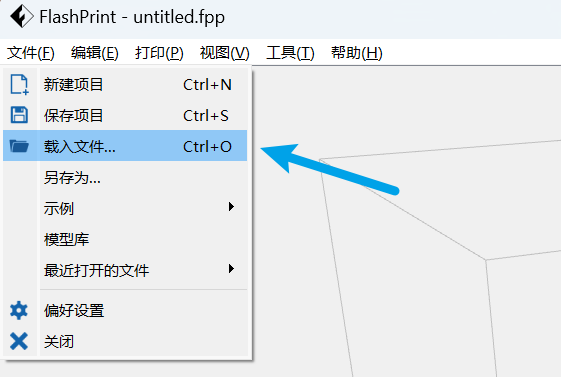 FlashPrint - untitled.fpp
文件(F) 编辑(E) 打印(P) 视图(V) 工具(T) 帮助(H)
新建项目 Ctrl+N
保存项目 Ctrl+S
载入文件... Ctrl+O
另存为...
示例
模型库
最近打开的文件
偏好设置
关闭